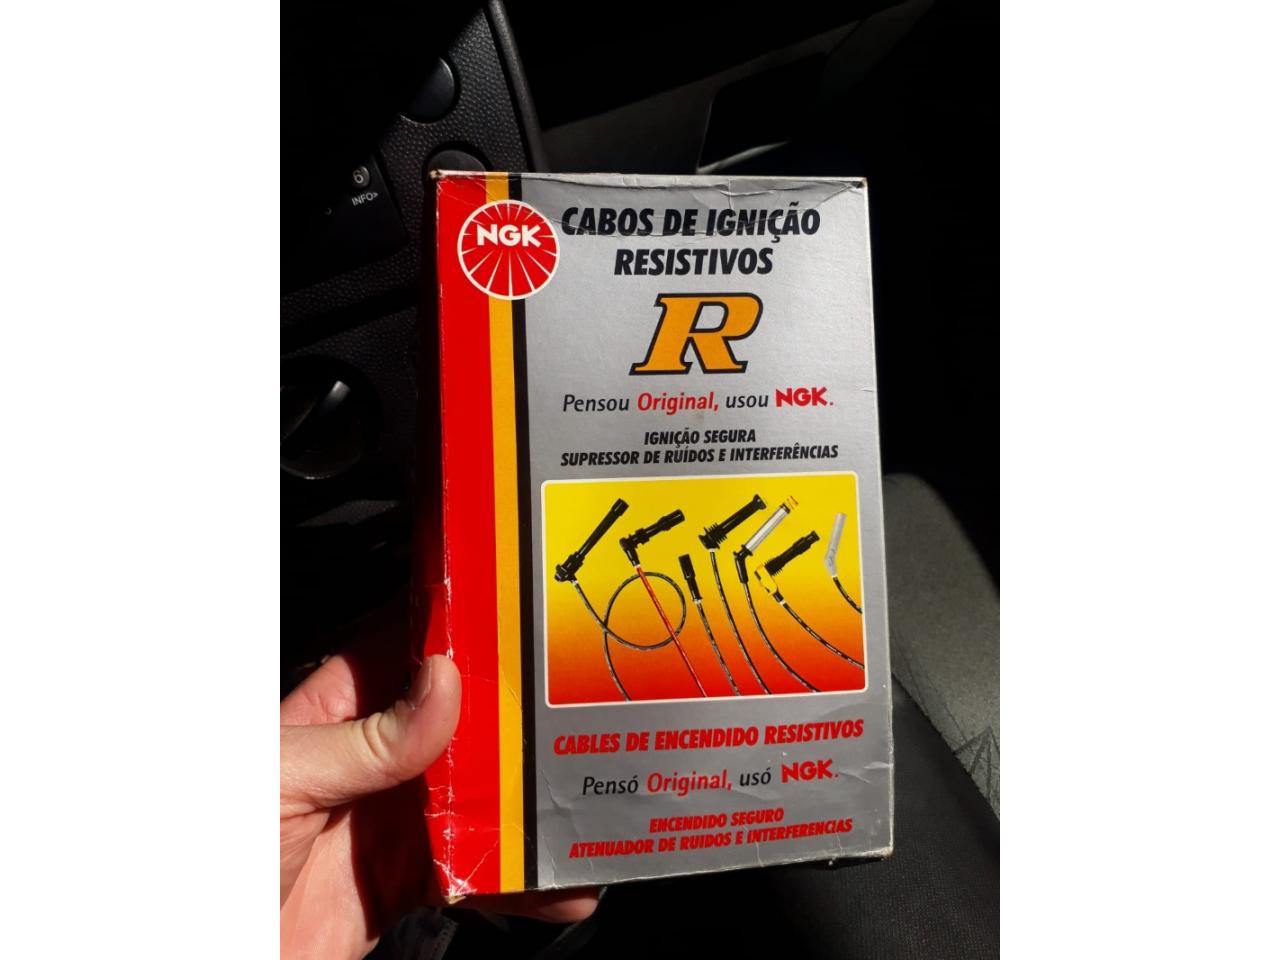 6
INFO>
NGK
CABOS DE IGNIÇÃO
RESISTIVOS
R
Pensou Original, usou NGK.
IGNIÇÃO SEGURA
SUPRESSOR DE RUÍDOS E INTERFERÊNCIAS
CABLES DE ENCENDIDO RESISTIVOS
Pensó Original, usó NGK.
ENCENDIDO SEGURO
ATENUADOR DE RUIDOS E INTERFERENCIAS